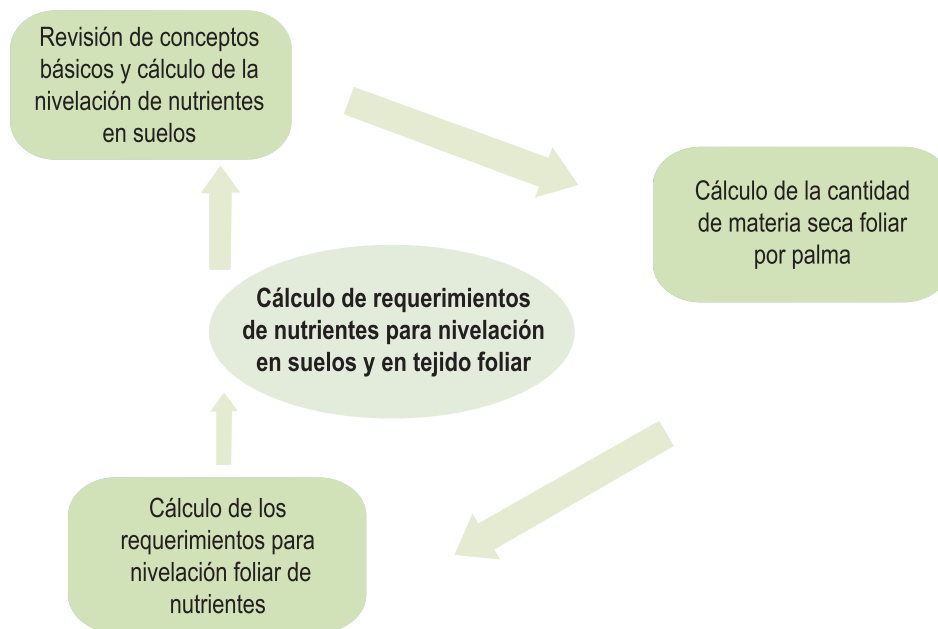 Revisión de conceptos
básicos y cálculo de la
nivelación de nutrientes
en suelos
Cálculo de la cantidad
de materia seca foliar
por palma
Cálculo de requerimientos
de nutrientes para nivelación
en suelos y en tejido foliar
Cálculo de los
requerimientos para
nivelación foliar de
nutrientes